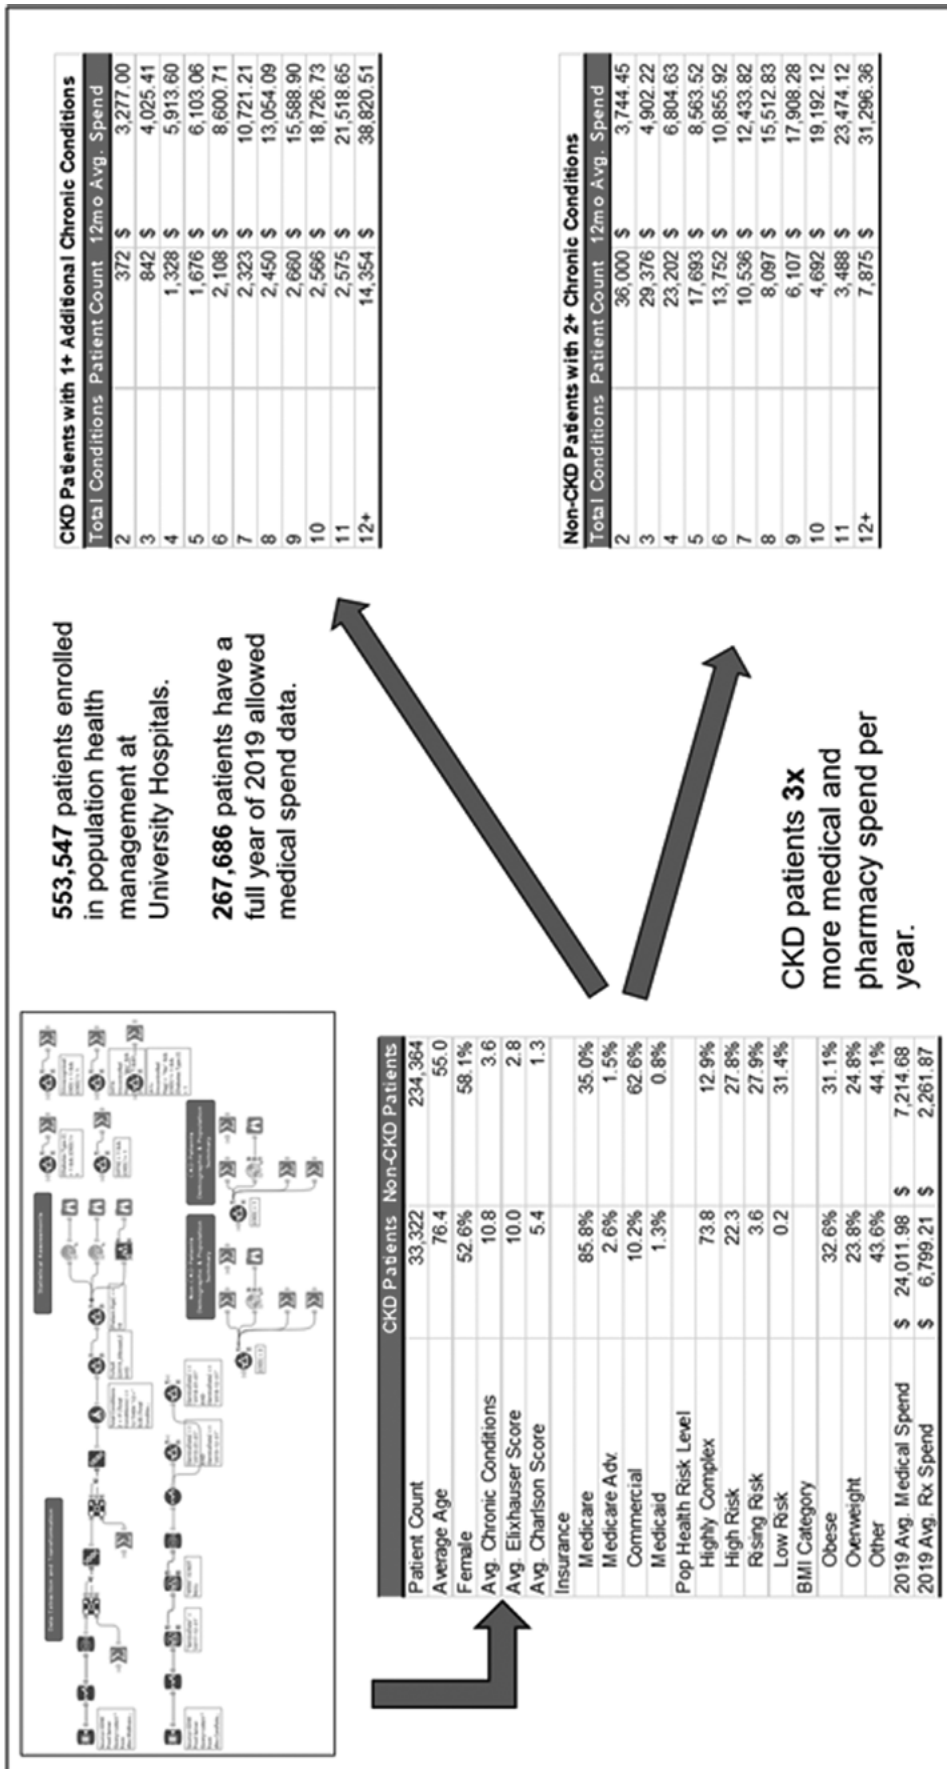 553,547 patients enrolled
in population health
management at
University Hospitals.
267,686 patients have a
full year of 2019 allowed
medical spend data.
CKD Patients with 1+ Additional Chronic Conditions
Total Conditions Patient Count 12mo Avg. Spend
2 372 $ 3,277.00
3 842 $ 4,025.41
4 1,328 $ 5,913.60
5 1,676 $ 6,103.06
6 2,108 $ 8,600.71
7 2,323 $ 10,721.21
8 2,450 $ 13,054.09
9 2,660 $ 15,588.90
10 2,566 $ 18,726.73
11 2,575 $ 21,518.65
12+ 14,354 $ 38,820.51
CKD Patients Non-CKD Patients
Patient Count 33,322 234,364
Average Age 76.4 55.0
Female 52.6% 58.1%
Avg. Chronic Conditions 10.8 3.6
Avg. Elixhauser Score 10.0 2.8
Avg. Charlson Score 5.4 1.3
Insurance
Medicare 85.8% 35.0%
Medicare Adv. 2.6% 1.5%
Commercial 10.2% 62.6%
Medicaid 1.3% 0.8%
Pop Health Risk Level
Highly Complex 73.8 12.9%
High Risk 22.3 27.8%
Rising Risk 3.6 27.9%
Low Risk 0.2 31.4%
BMI Category
Obese 32.6% 31.1%
Overweight 23.8% 24.8%
Other 43.6% 44.1%
2019 Avg. Medical Spend $ 24,011.98 $ 7,214.68
2019 Avg. Rx Spend $ 6,799.21 $ 2,261.87
CKD patients 3x
more medical and
pharmacy spend per
year.
Non-CKD Patients with 2+ Chronic Conditions
Total Conditions Patient Count 12mo Avg. Spend
2 36,000 $ 3,744.45
3 29,376 $ 4,902.22
4 23,202 $ 6,804.63
5 17,693 $ 8,563.52
6 13,752 $ 10,855.92
7 10,536 $ 12,433.82
8 8,097 $ 15,512.83
9 6,107 $ 17,908.28
10 4,692 $ 19,192.12
11 3,488 $ 23,474.12
12+ 7,875 $ 31,296.36